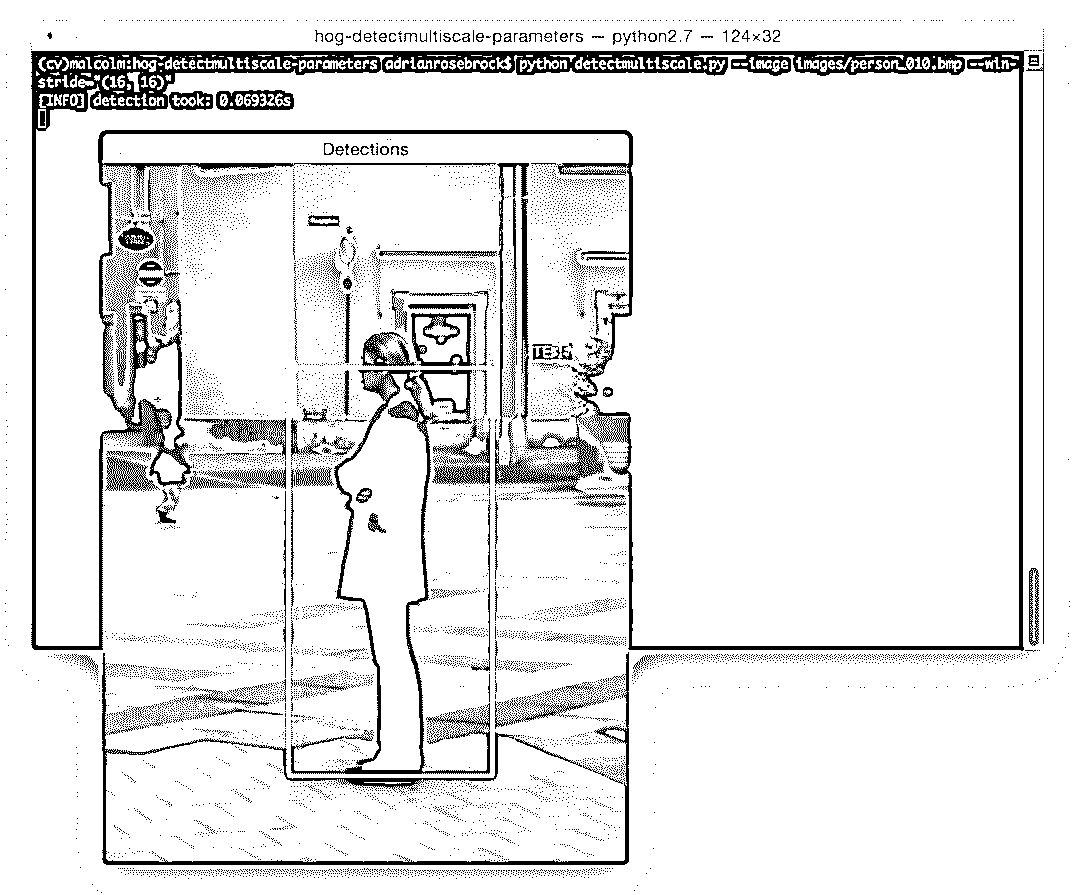 hog-detectmultiscale-parameters — python2.7 — 124×32
(cv)malcolm:hog-detectmultiscale-parameters adrianrosebrock$ python detectmultiscale.py --image images/person_010.bmp --win-
stride="(16, 16)"
[INFO] detection took: 0.069326s
Detections